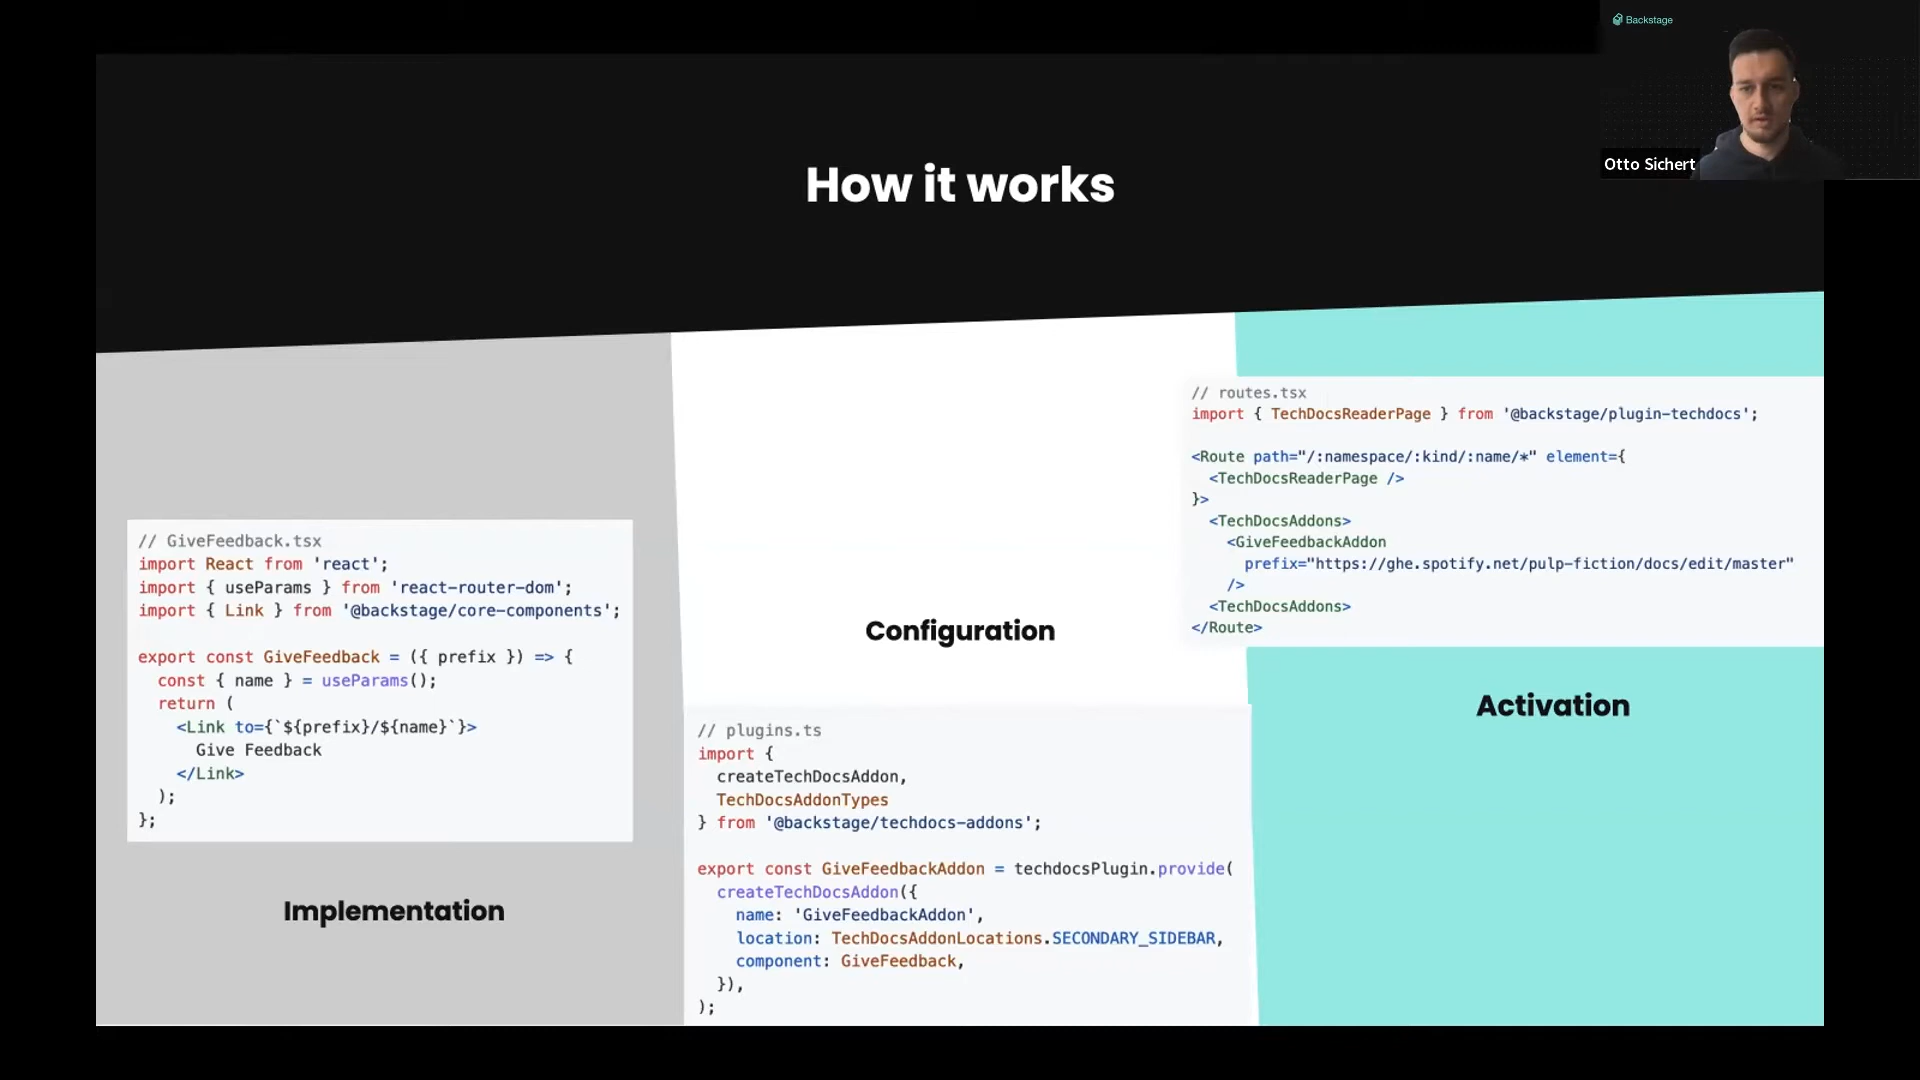 Backstage
Otto Sichert
How it works
// GiveFeedback.tsx
import React from 'react';
import { useParams } from 'react-router-dom';
import { Link } from '@backstage/core-components';
export const GiveFeedback = ({ prefix }) => {
const { name } = useParams();
return (
<Link to={`${prefix}/${name}`}>
Give Feedback
</Link>
);
};
Implementation
Configuration
// plugins.ts
import {
createTechDocsAddon,
TechDocsAddonTypes
} from '@backstage/techdocs-addons';
export const GiveFeedbackAddon = techdocsPlugin.provide(
createTechDocsAddon({
name: 'GiveFeedbackAddon',
location: TechDocsAddonLocations.SECONDARY_SIDEBAR,
component: GiveFeedback,
}),
);
// routes.tsx
import { TechDocsReaderPage } from '@backstage/plugin-techdocs';
<Route path="/:namespace/:kind/:name/*" element={
<TechDocsReaderPage />
}>
<TechDocsAddons>
<GiveFeedbackAddon
prefix="https://ghe.spotify.net/pulp-fiction/docs/edit/master"
/>
<TechDocsAddons>
</Route>
Activation